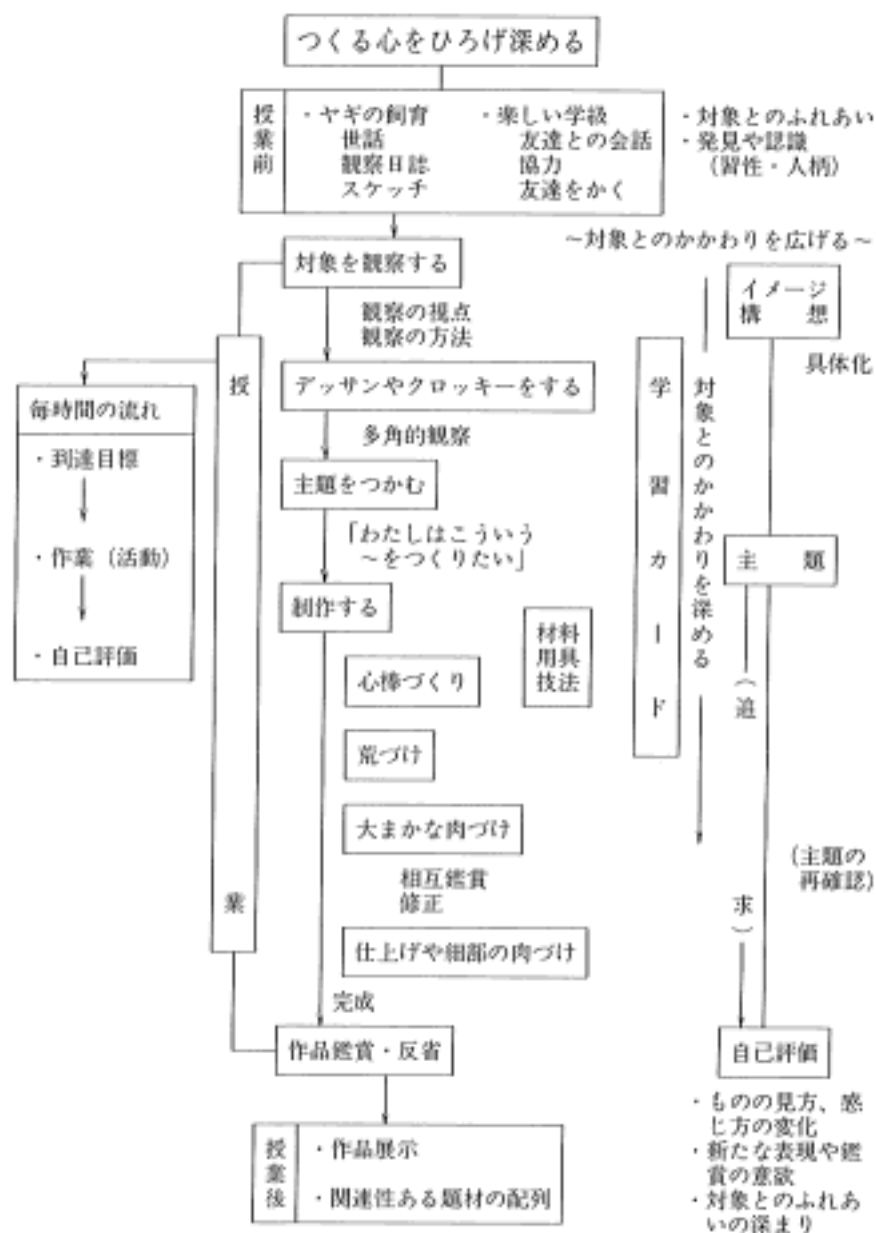 つくる心をひろげ深める
授業前
・ヤギの飼育
世話
観察日誌
スケッチ
・楽しい学級
友達との会話
協力
友達をかく
・対象とのふれあい
・発見や認識
(習性・人柄)
～対象とのかかわりを広げる～
対象を観察する
観察の視点
観察の方法
デッサンやクロッキーをする
多角的観察
主題をつかむ
「わたしはこういう
～をつくりたい」
制作する
材料
用具
技法
心棒づくり
荒づけ
大まかな肉づけ
相互鑑賞
修正
仕上げや細部の肉づけ
完成
作品鑑賞・反省
授業
毎時間の流れ
・到達目標
・作業（活動）
・自己評価
学習カード
対象とのかかわりを深める
イメージ
構想
具体化
主題
（追求）
(主題の
再確認)
自己評価
・ものの見方、感
じ方の変化
・新たな表現や鑑
賞の意欲
・対象とのふれあ
いの深まり
授業後
・作品展示
・関連性ある題材の配列